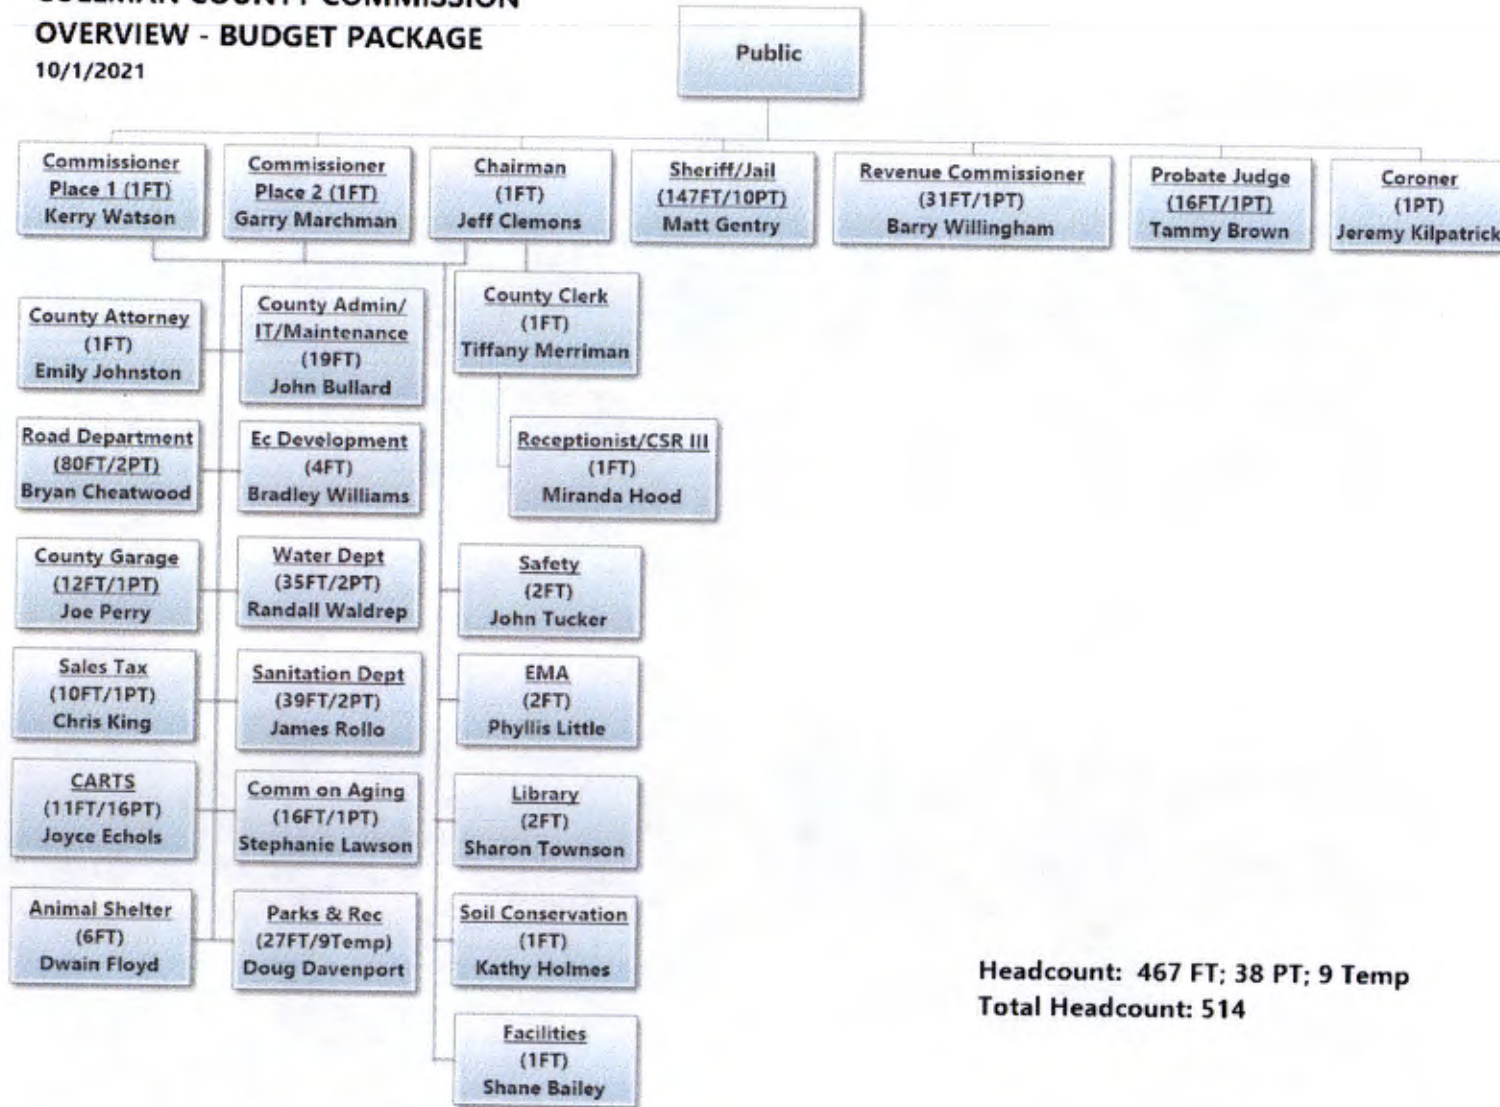 OVERVIEW - BUDGET PACKAGE
10/1/2021
Public
Commissioner
Place 1 (1FT)
Kerry Watson
Commissioner
Place 2 (1FT)
Garry Marchman
Chairman
(1FT)
Jeff Clemons
Sheriff/Jail
(147FT/10PT)
Matt Gentry
Revenue Commissioner
(31FT/1PT)
Barry Willingham
Probate Judge
(16FT/1PT)
Tammy Brown
Coroner
(1PT)
Jeremy Kilpatrick
County Attorney
(1FT)
Emily Johnston
County Admin/
IT/Maintenance
(19FT)
John Bullard
County Clerk
(1FT)
Tiffany Merriman
Road Department
(80FT/2PT)
Bryan Cheatwood
Ec Development
(4FT)
Bradley Williams
Receptionist/CSR III
(1FT)
Miranda Hood
County Garage
(12FT/1PT)
Joe Perry
Water Dept
(35FT/2PT)
Randall Waldrep
Safety
(2FT)
John Tucker
Sales Tax
(10FT/1PT)
Chris King
Sanitation Dept
(39FT/2PT)
James Rollo
EMA
(2FT)
Phyllis Little
CARTS
(11FT/16PT)
Joyce Echols
Comm on Aging
(16FT/1PT)
Stephanie Lawson
Library
(2FT)
Sharon Townson
Animal Shelter
(6FT)
Dwain Floyd
Parks & Rec
(27FT/9Temp)
Doug Davenport
Soil Conservation
(1FT)
Kathy Holmes
Facilities
(1FT)
Shane Bailey
Headcount: 467 FT; 38 PT; 9 Temp
Total Headcount: 514